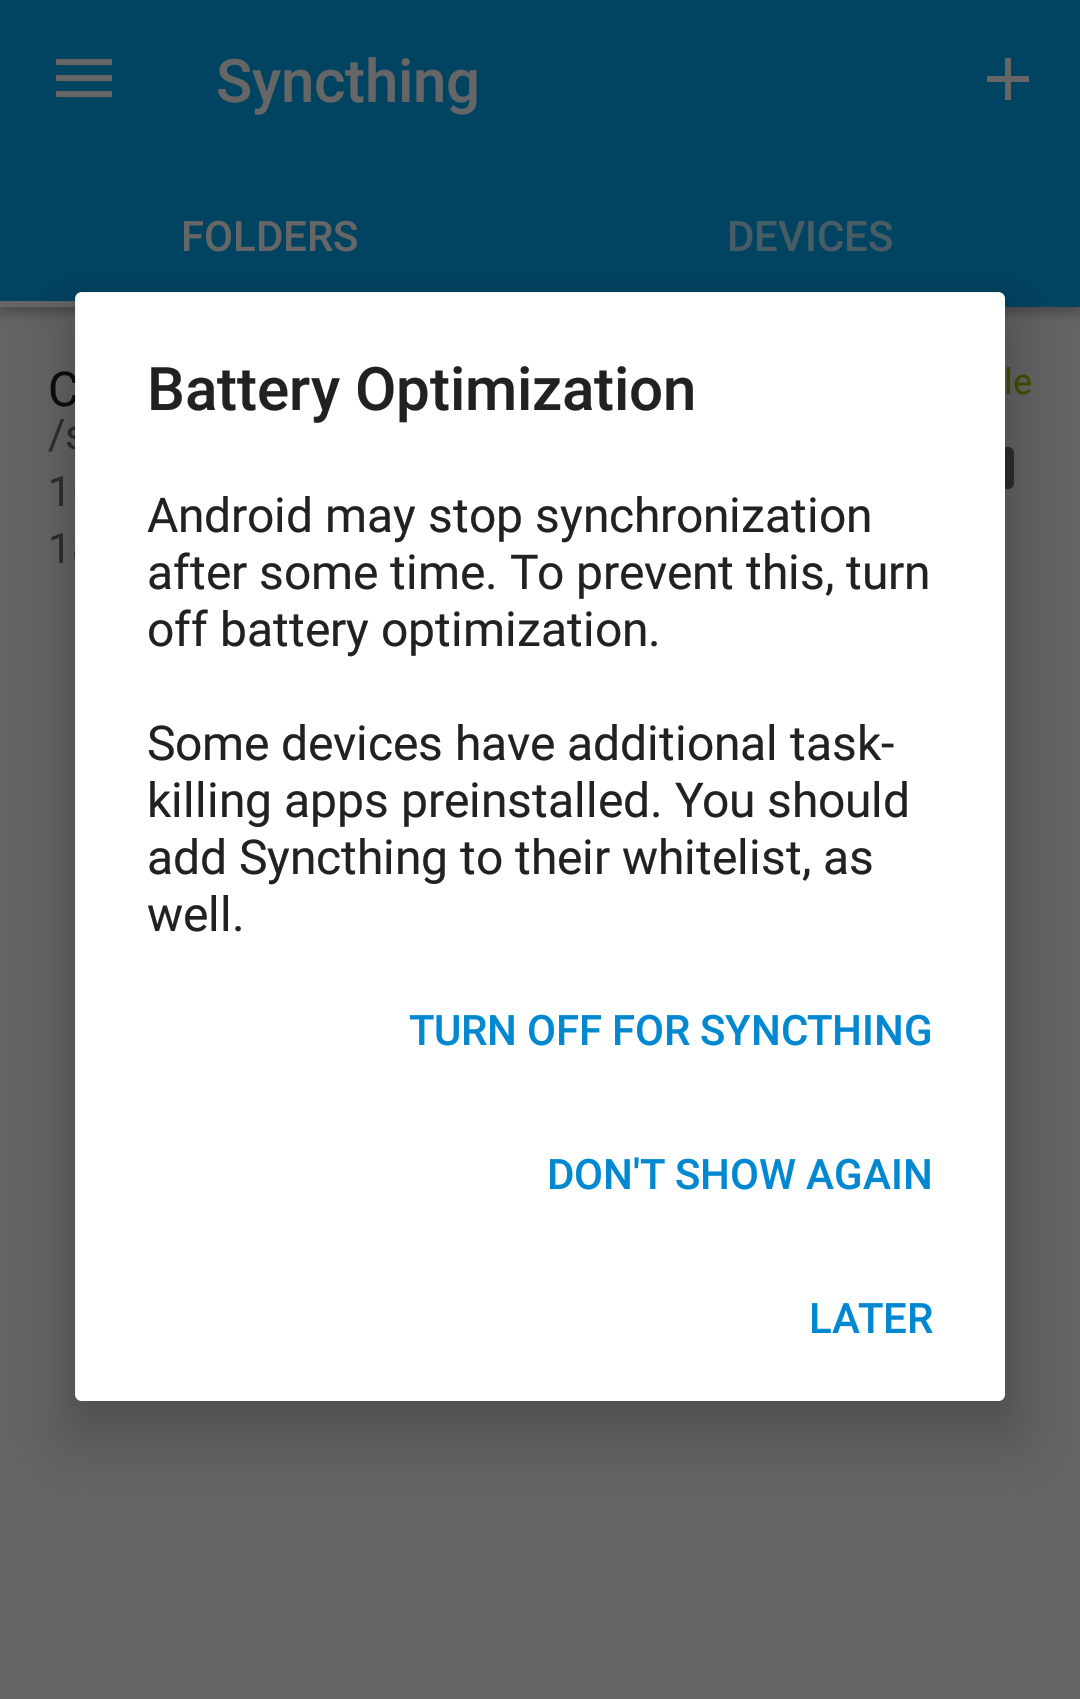 Syncthing
FOLDERS
DEVICES
Battery Optimization
Android may stop synchronization
after some time. To prevent this, turn
off battery optimization.
Some devices have additional task-
killing apps preinstalled. You should
add Syncthing to their whitelist, as
well.
TURN OFF FOR SYNCTHING
DON'T SHOW AGAIN
LATER